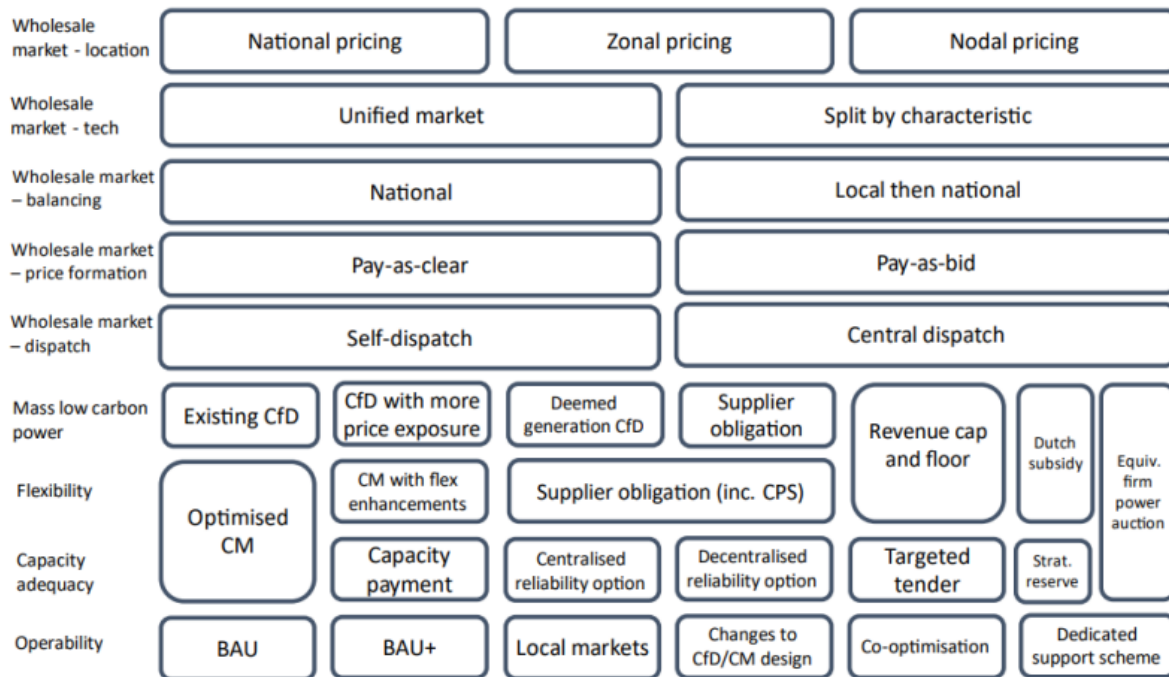 Wholesale
market - location
National pricing
Zonal pricing
Nodal pricing
Wholesale
market - tech
Unified market
Split by characteristic
Wholesale market
– balancing
National
Local then national
Wholesale market
– price formation
Pay-as-clear
Pay-as-bid
Wholesale market
– dispatch
Self-dispatch
Central dispatch
Mass low carbon
power
Existing CfD
CfD with more
price exposure
Deemed
generation CfD
Supplier
obligation
Revenue cap
and floor
Dutch
subsidy
Equiv.
firm
power
auction
Flexibility
Optimised
CM
CM with flex
enhancements
Supplier obligation (inc. CPS)
Capacity
adequacy
Capacity
payment
Centralised
reliability option
Decentralised
reliability option
Targeted
tender
Strat.
reserve
Operability
BAU
BAU+
Local markets
Changes to
CfD/CM design
Co-optimisation
Dedicated
support scheme